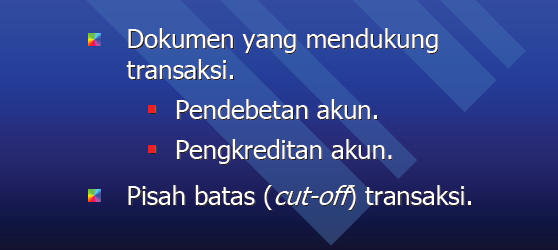 Dokumen yang mendukung
transaksi.
Pendebetan akun.
Pengkreditan akun.
Pisah batas (cut-off) transaksi.